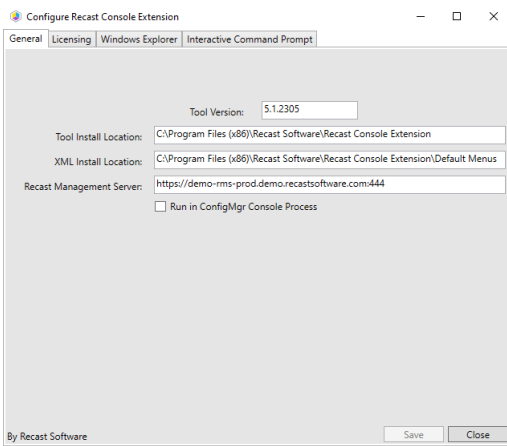 Configure Recast Console Extension
General Licensing Windows Explorer Interactive Command Prompt
Tool Version: 5.1.2305
Tool Install Location: C:\Program Files (x86)\Recast Software\Recast Console Extension
XML Install Location: C:\Program Files (x86)\Recast Software\Recast Console Extension\Default Menus
Recast Management Server: https://demo-rms-prod.demo.recastsoftware.com:444
Run in ConfigMgr Console Process
By Recast Software Save Close